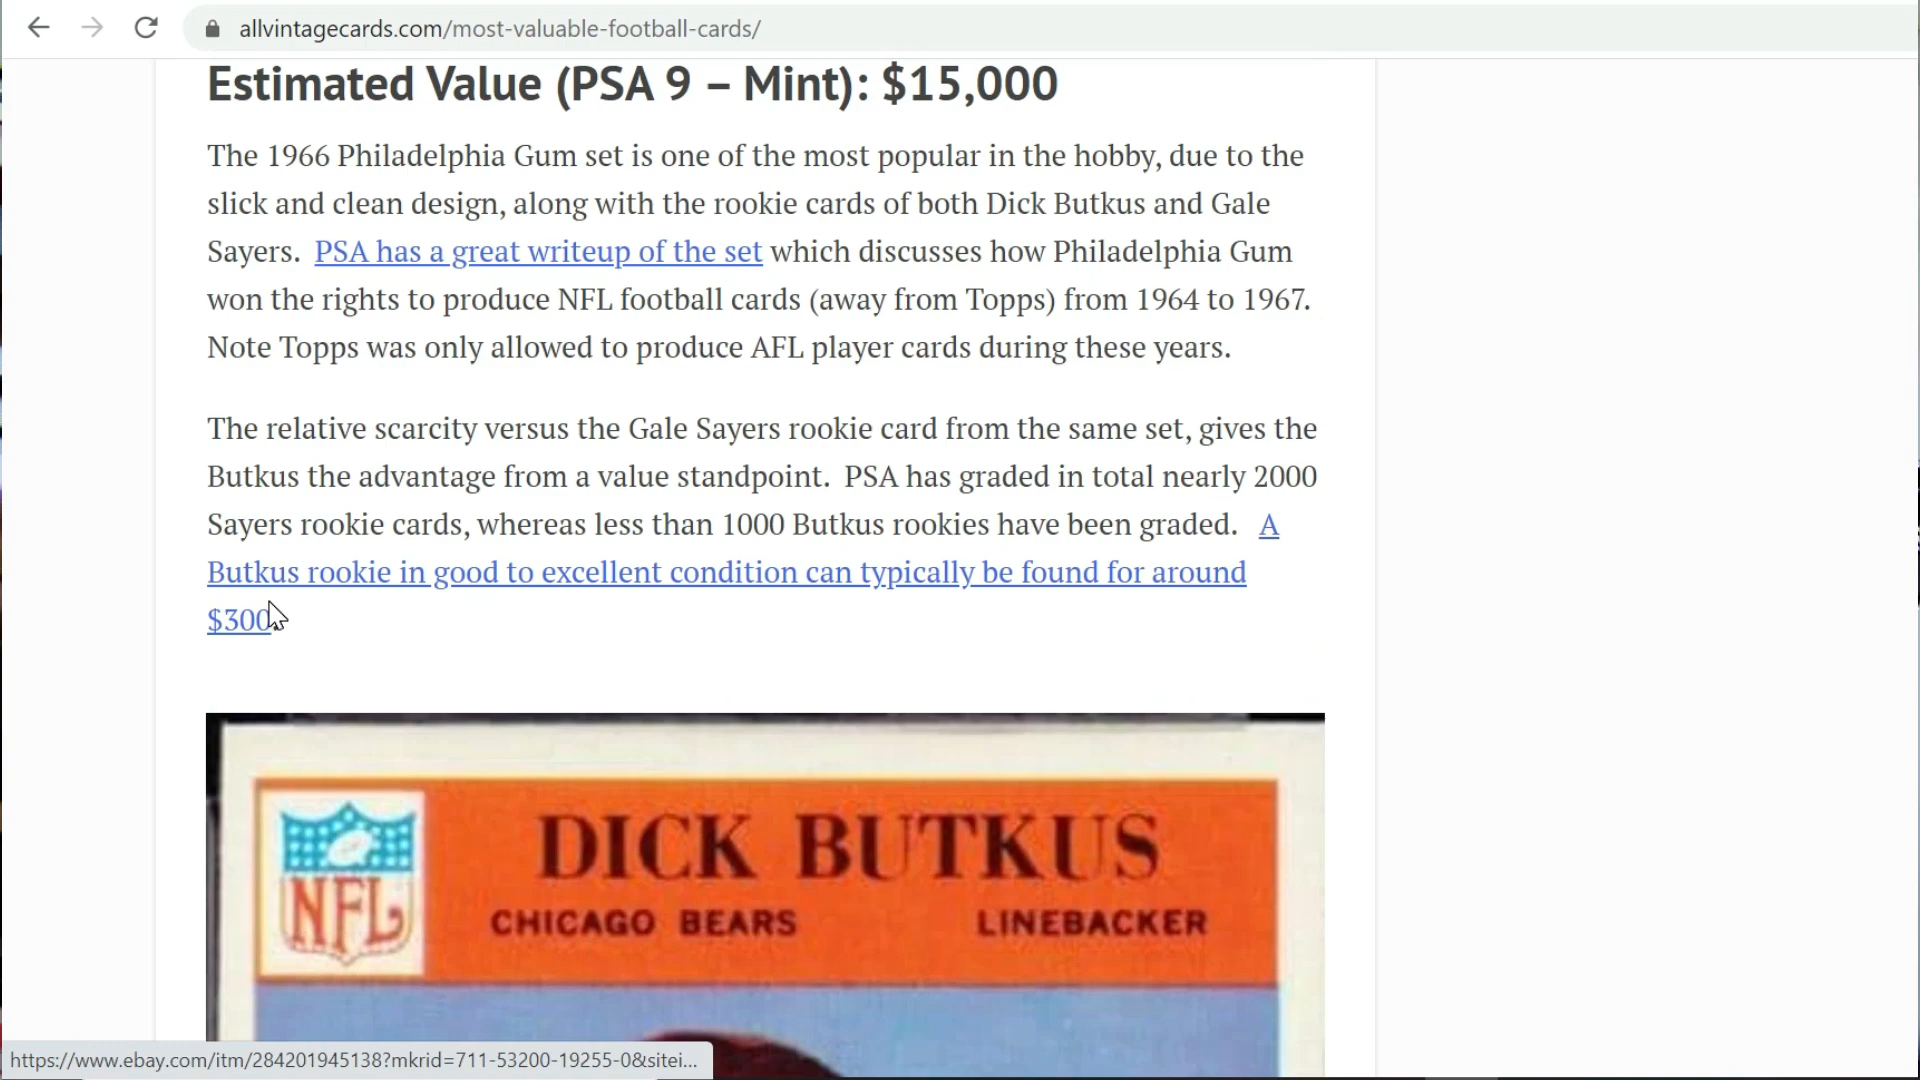 allvintagecards.com/most-valuable-football-cards/
Estimated Value (PSA 9 – Mint): $15,000
The 1966 Philadelphia Gum set is one of the most popular in the hobby, due to the
slick and clean design, along with the rookie cards of both Dick Butkus and Gale
Sayers.  PSA has a great writeup of the set which discusses how Philadelphia Gum
won the rights to produce NFL football cards (away from Topps) from 1964 to 1967.
Note Topps was only allowed to produce AFL player cards during these years.
The relative scarcity versus the Gale Sayers rookie card from the same set, gives the
Butkus the advantage from a value standpoint.  PSA has graded in total nearly 2000
Sayers rookie cards, whereas less than 1000 Butkus rookies have been graded.   A
Butkus rookie in good to excellent condition can typically be found for around
$300.
DICK BUTKUS
NFL
CHICAGO BEARS LINEBACKER
https://www.ebay.com/itm/284201945138?mkrid=711-53200-19255-0&sitei...